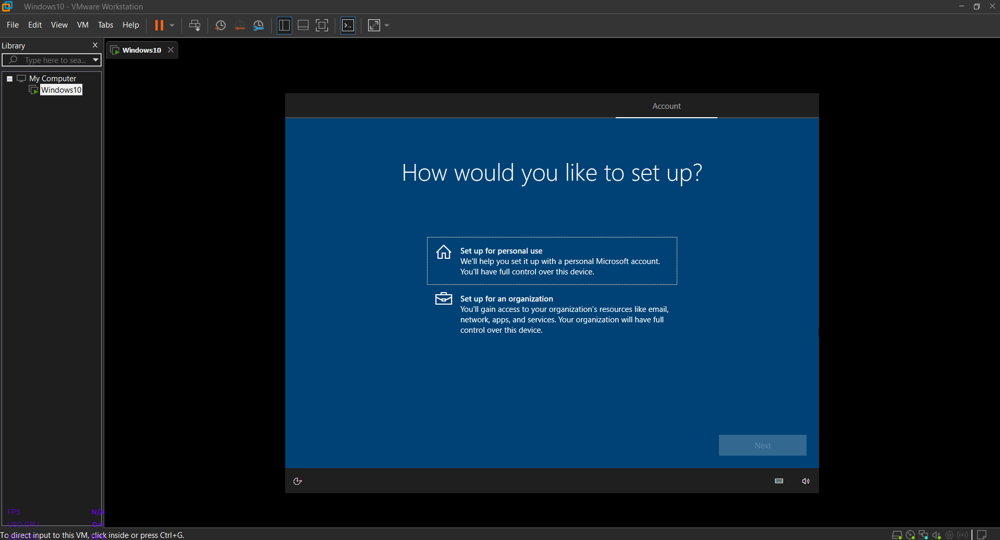 Windows10 - VMware Workstation
File Edit View VM Tabs Help
Library
Type here to sea...
Windows10
My Computer
Windows10
Account
How would you like to set up?
Set up for personal use
We'll help you set it up with a personal Microsoft account.
You'll have full control over this device.
Set up for an organization
You'll gain access to your organization's resources like email,
network, apps, and services. Your organization will have full
control over this device.
Next
FPS N/A
USO GPU 0 %
To direct input to this VM, click inside or press Ctrl+G.